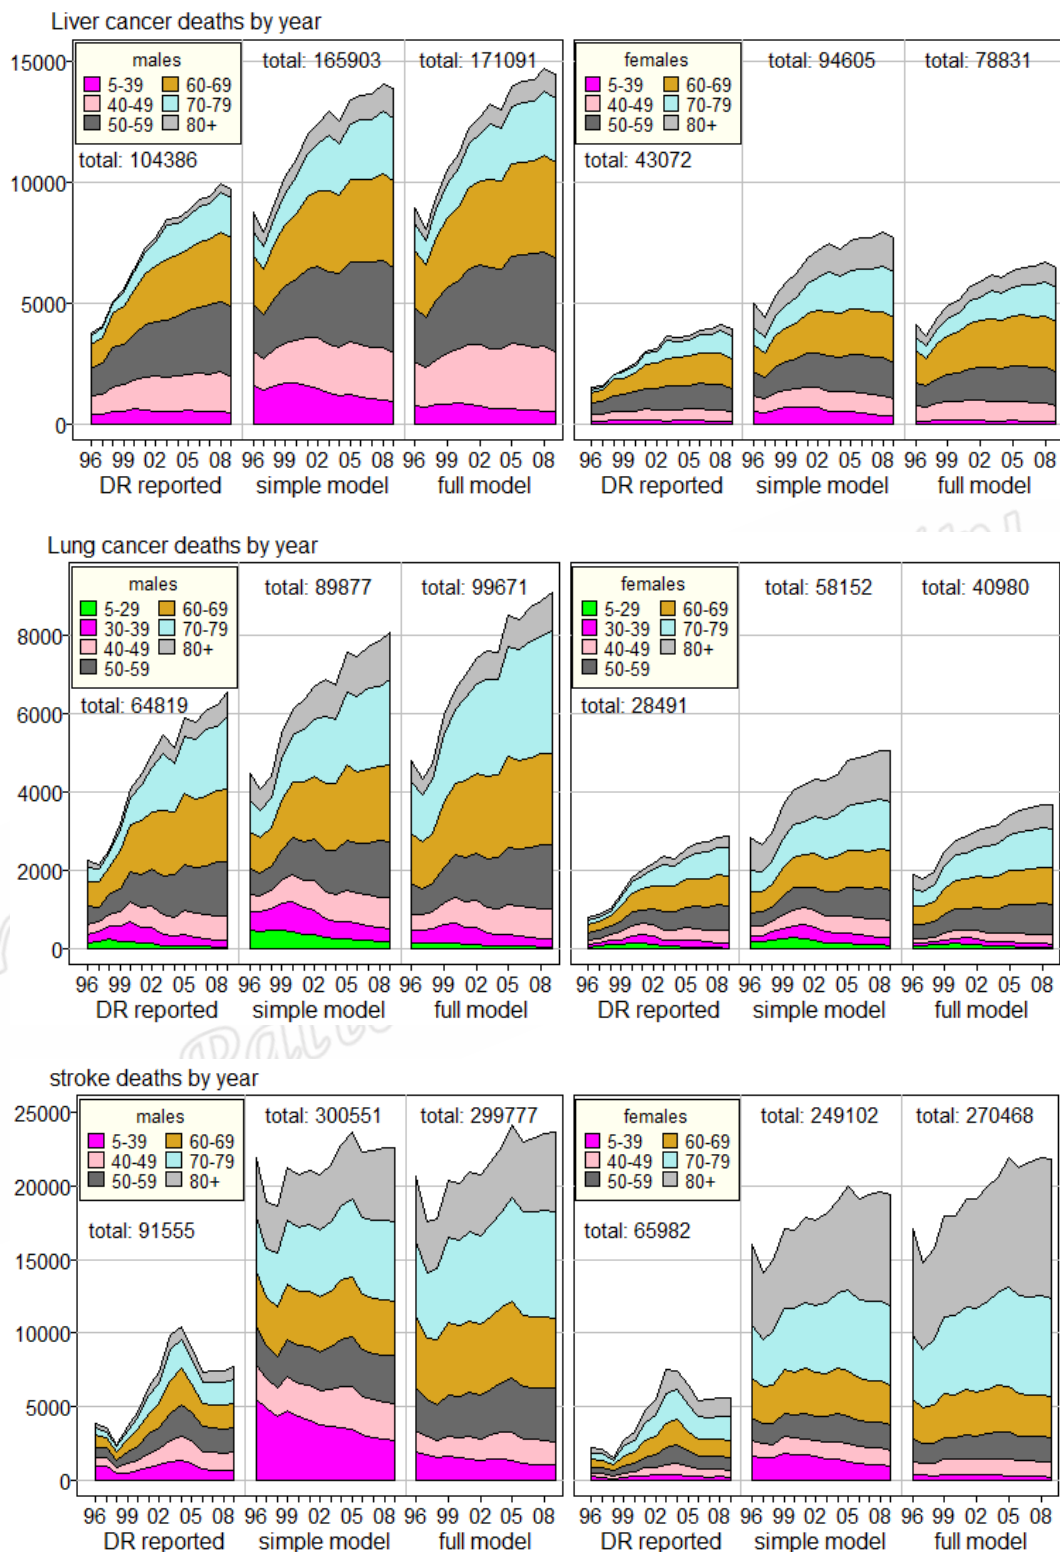 Liver cancer deaths by year
males
5-39 60-69
40-49 70-79
50-59 80+
total: 104386
total: 165903
total: 171091
females
5-39 60-69
40-49 70-79
50-59 80+
total: 43072
total: 94605
total: 78831
15000
10000
5000
0
96 99 02 05 08 96 99 02 05 08 96 99 02 05 08 96 99 02 05 08 96 99 02 05 08 96 02 08
DR reported simple model full model DR reported simple model full model
Lung cancer deaths by year
males
5-29 60-69
30-39 70-79
40-49 80+
50-59
total: 64819
total: 89877
total: 99671
females
5-29 60-69
30-39 70-79
40-49 80+
50-59
total: 28491
total: 58152
total: 40980
8000
6000
4000
2000
0
96 99 02 05 08 96 99 02 05 08 96 99 02 05 08 96 99 02 05 08 96 99 02 05 08 96 99 02 05 08
DR reported simple model full model DR reported simple model full model
stroke deaths by year
males
5-39 60-69
40-49 70-79
50-59 80+
total: 91555
total: 300551
total: 299777
females
5-39 60-69
40-49 70-79
50-59 80+
total: 65982
total: 249102
total: 270468
25000
20000
15000
10000
5000
0
96 99 02 05 08 96 99 02 05 08 96 99 02 05 08 96 99 02 05 08 96 99 02 05 08 96 99 02 05 08
DR reported simple model full model DR reported simple model full model